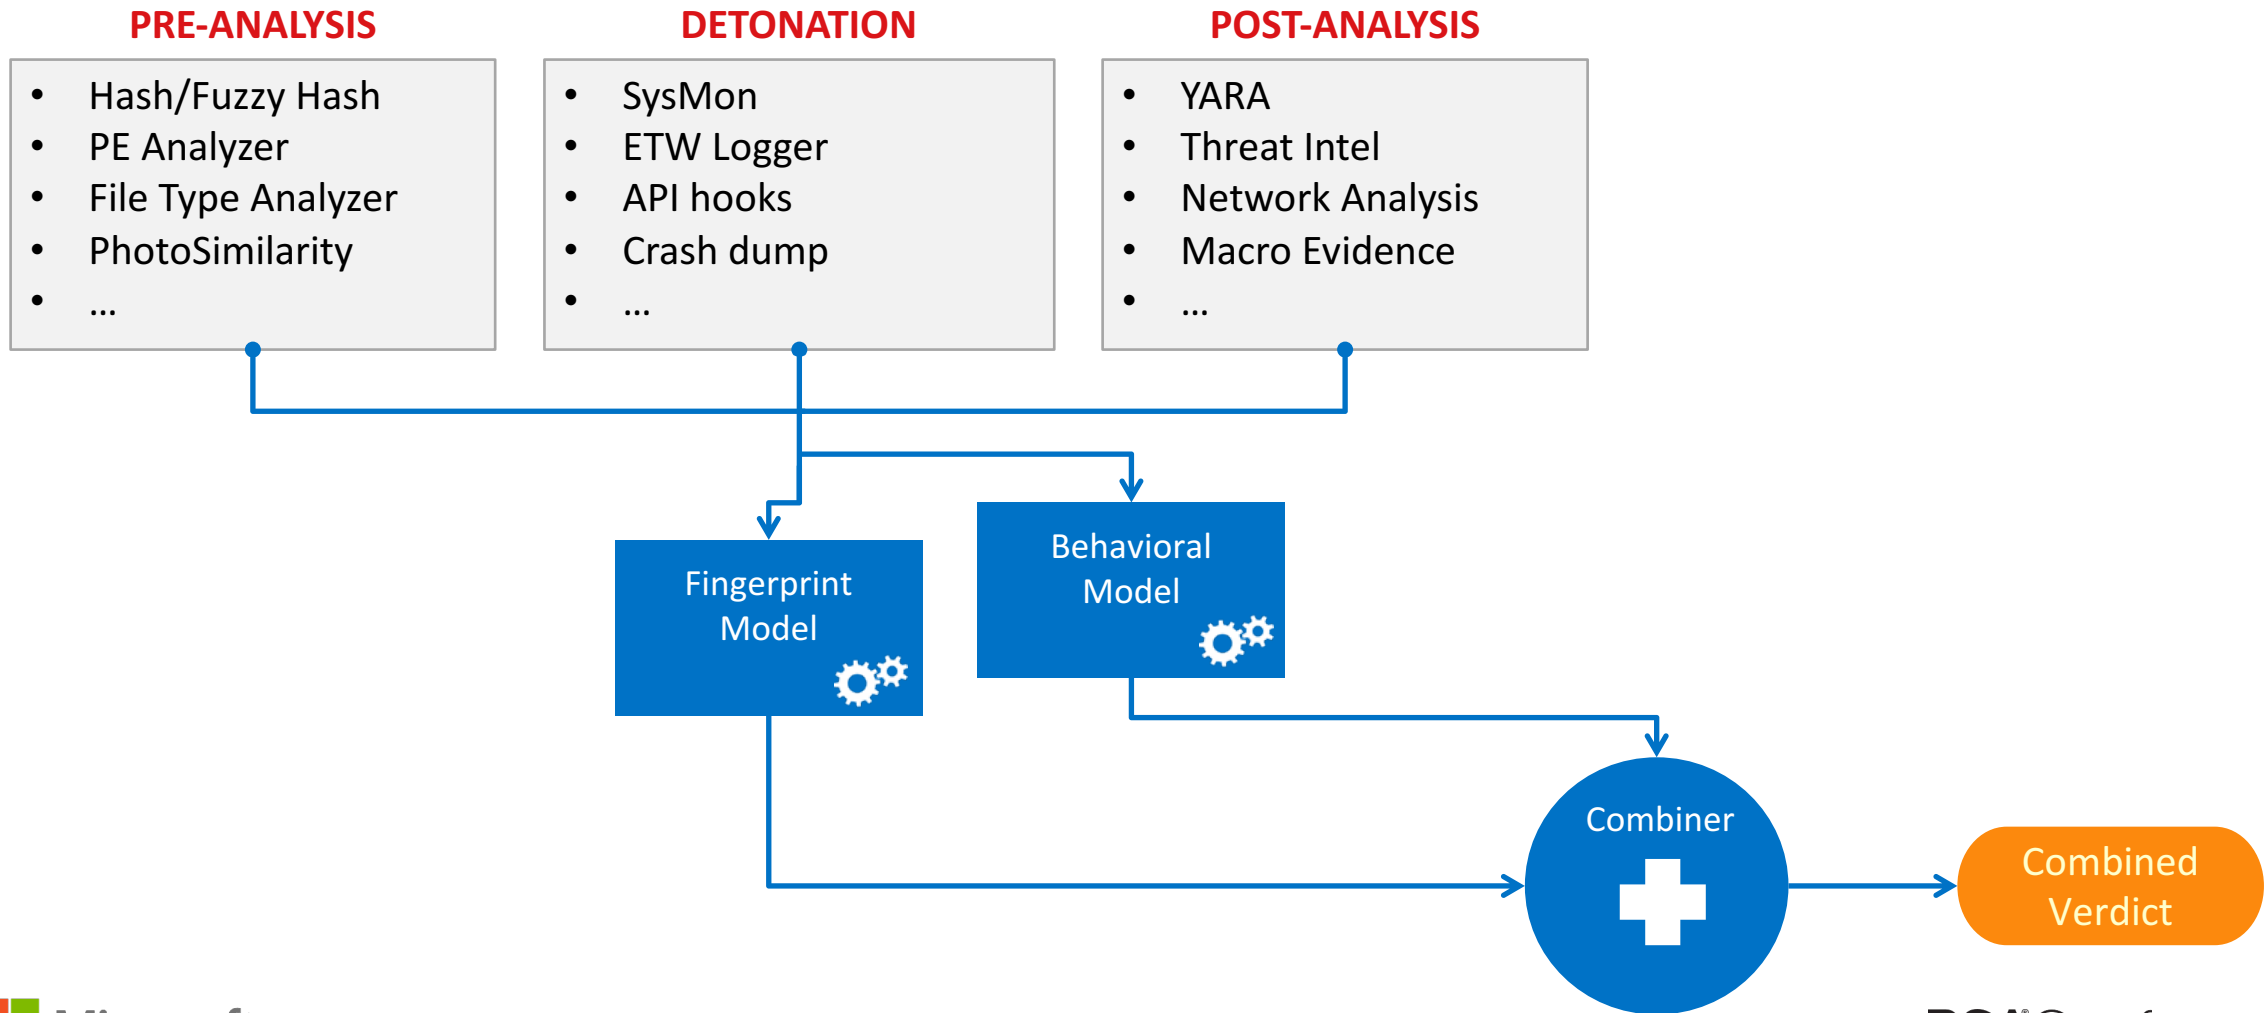 PRE-ANALYSIS
• Hash/Fuzzy Hash
• PE Analyzer
• File Type Analyzer
• PhotoSimilarity
• ...
DETONATION
• SysMon
• ETW Logger
• API hooks
• Crash dump
• ...
POST-ANALYSIS
• YARA
• Threat Intel
• Network Analysis
• Macro Evidence
• ...
Fingerprint
Model
Behavioral
Model
Combiner
Combined
Verdict